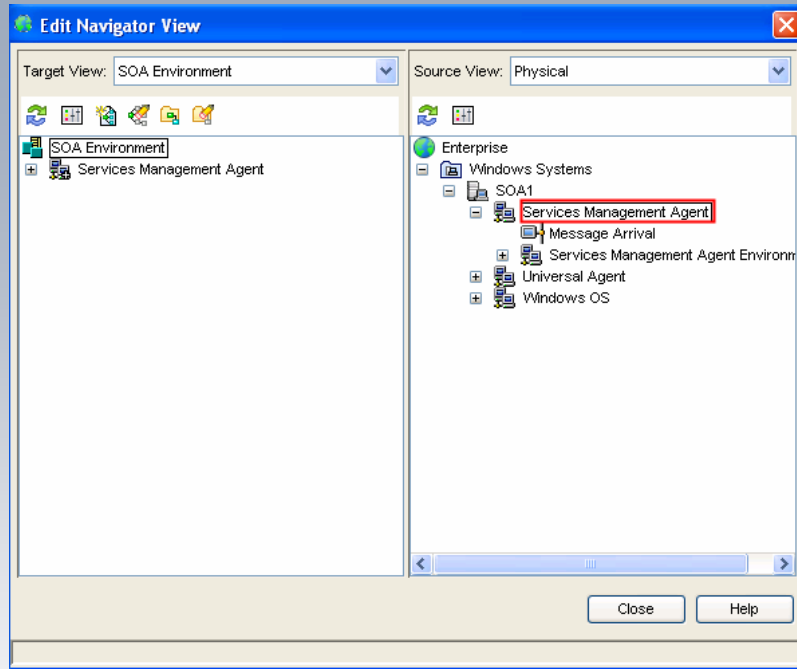 Edit Navigator View
Target View: SOA Environment
SOA Environment
Services Management Agent
Source View: Physical
Enterprise
Windows Systems
SOA1
Services Management Agent
Message Arrival
Services Management Agent Environm
Universal Agent
Windows OS
Close
Help